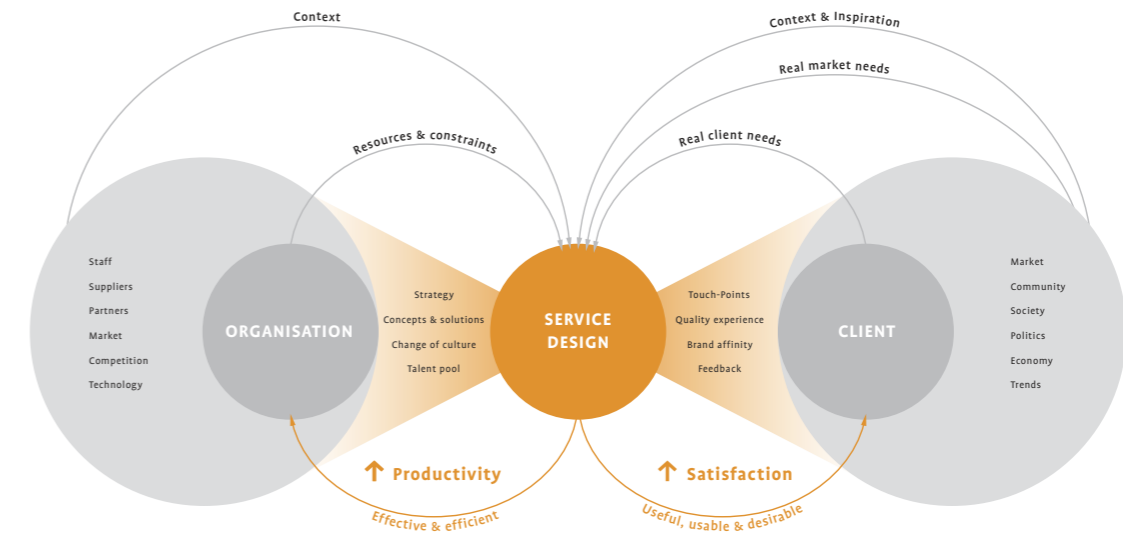 Context
Context & Inspiration
Real market needs
Resources & constraints
Real client needs
Staff
Suppliers
Partners
Market
Competition
Technology
ORGANISATION
Strategy
Concepts & solutions
Change of culture
Talent pool
SERVICE
DESIGN
Touch-Points
Quality experience
Brand affinity
Feedback
CLIENT
Market
Community
Society
Politics
Economy
Trends
↑ Productivity
Effective & efficient
↑ Satisfaction
Useful, usable & desirable